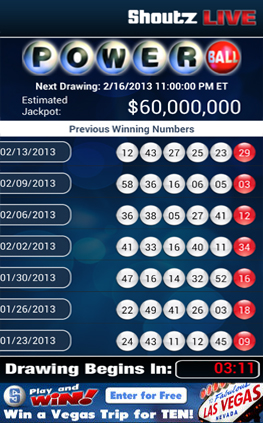 Shoutz LIVE
POWER BALL
Next Drawing: 2/16/2013 11:00:00 PM ET
Estimated Jackpot: $60,000,000
Previous Winning Numbers
02/13/2013 12 43 27 25 23 29
02/09/2013 58 36 16 06 05 03
02/06/2013 36 38 05 27 41 12
02/02/2013 41 33 16 40 11 34
01/30/2013 47 16 14 32 52 16
01/26/2013 22 49 41 26 03 18
01/23/2013 24 43 11 12 45 09
Drawing Begins In: 03:11
S Play and WIN! Enter for Free
Win a Vegas Trip for TEN!
Fabulous LAS VEGAS NEVADA